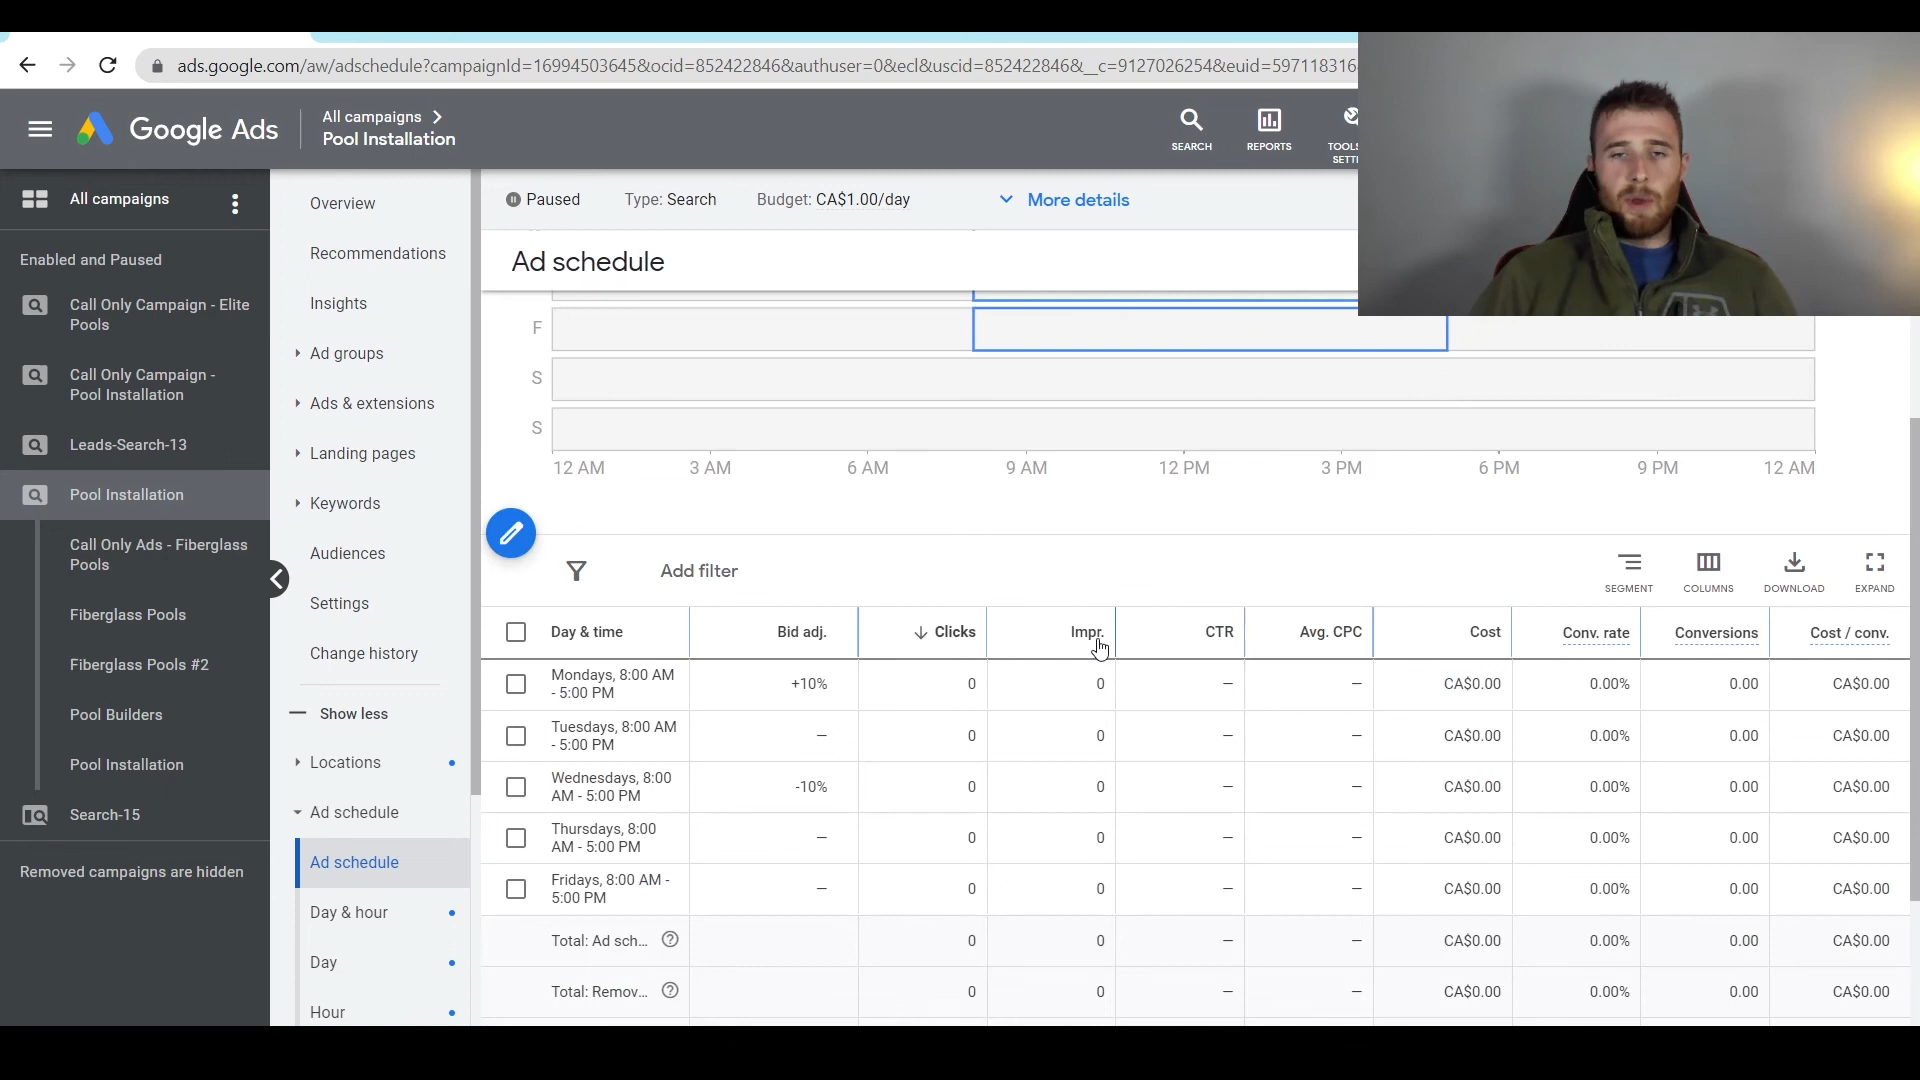 ads.google.com/aw/adschedule?campaignId=16994503645&ocid=852422846&authuser=0&ecl&uscid=852422846&__c=9127026254&euid=597118316
Google Ads
All campaigns
Pool Installation
SEARCH
REPORTS
TOOLS
SETTI
All campaigns
Enabled and Paused
Call Only Campaign - Elite
Pools
Call Only Campaign -
Pool Installation
Leads-Search-13
Pool Installation
Call Only Ads - Fiberglass
Pools
Fiberglass Pools
Fiberglass Pools #2
Pool Builders
Pool Installation
Search-15
Removed campaigns are hidden
Overview
Recommendations
Insights
Ad groups
Ads & extensions
Landing pages
Keywords
Audiences
Settings
Change history
Show less
Locations
Ad schedule
Ad schedule
Day & hour
Day
Hour
Paused Type: Search Budget: CA$1.00/day More details
Ad schedule
F
S
S
12 AM 3 AM 6 AM 9 AM 12 PM 3 PM 6 PM 9 PM 12 AM
Add filter
SEGMENT COLUMNS DOWNLOAD EXPAND
Day & time Bid adj. Clicks Impr. CTR Avg. CPC Cost Conv. rate Conversions Cost / conv.
Mondays, 8:00 AM
- 5:00 PM +10% 0 0 — — CA$0.00 0.00% 0.00 CA$0.00
Tuesdays, 8:00 AM
- 5:00 PM — 0 0 — — CA$0.00 0.00% 0.00 CA$0.00
Wednesdays, 8:00
AM - 5:00 PM -10% 0 0 — — CA$0.00 0.00% 0.00 CA$0.00
Thursdays, 8:00
AM - 5:00 PM — 0 0 — — CA$0.00 0.00% 0.00 CA$0.00
Fridays, 8:00 AM -
5:00 PM — 0 0 — — CA$0.00 0.00% 0.00 CA$0.00
Total: Ad sch... 0 0 — — CA$0.00 0.00% 0.00 CA$0.00
Total: Remov... 0 0 — — CA$0.00 0.00% 0.00 CA$0.00